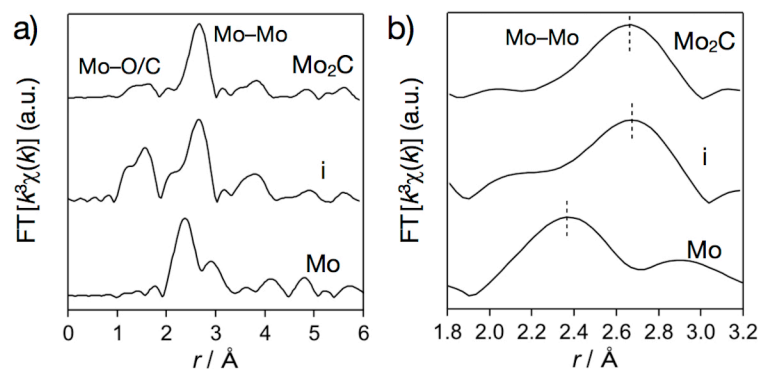 a)
Mo–O/C
Mo–Mo
Mo₂C
i
Mo
FT[k³χ(k)] (a.u.)
0 1 2 3 4 5 6
r / Å
b)
Mo–Mo
Mo₂C
i
Mo
FT[k³χ(k)] (a.u.)
1.8 2.0 2.2 2.4 2.6 2.8 3.0 3.2
r / Å